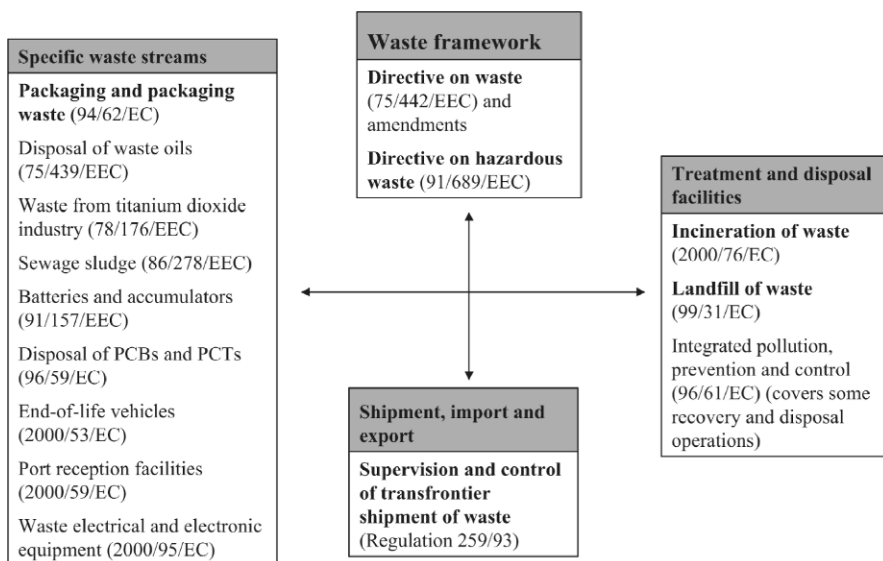 Specific waste streams
Packaging and packaging
waste (94/62/EC)
Disposal of waste oils
(75/439/EEC)
Waste from titanium dioxide
industry (78/176/EEC)
Sewage sludge (86/278/EEC)
Batteries and accumulators
(91/157/EEC)
Disposal of PCBs and PCTs
(96/59/EC)
End-of-life vehicles
(2000/53/EC)
Port reception facilities
(2000/59/EC)
Waste electrical and electronic
equipment (2000/95/EC)
Waste framework
Directive on waste
(75/442/EEC) and
amendments
Directive on hazardous
waste (91/689/EEC)
Shipment, import and
export
Supervision and control
of transfrontier
shipment of waste
(Regulation 259/93)
Treatment and disposal
facilities
Incineration of waste
(2000/76/EC)
Landfill of waste
(99/31/EC)
Integrated pollution,
prevention and control
(96/61/EC) (covers some
recovery and disposal
operations)